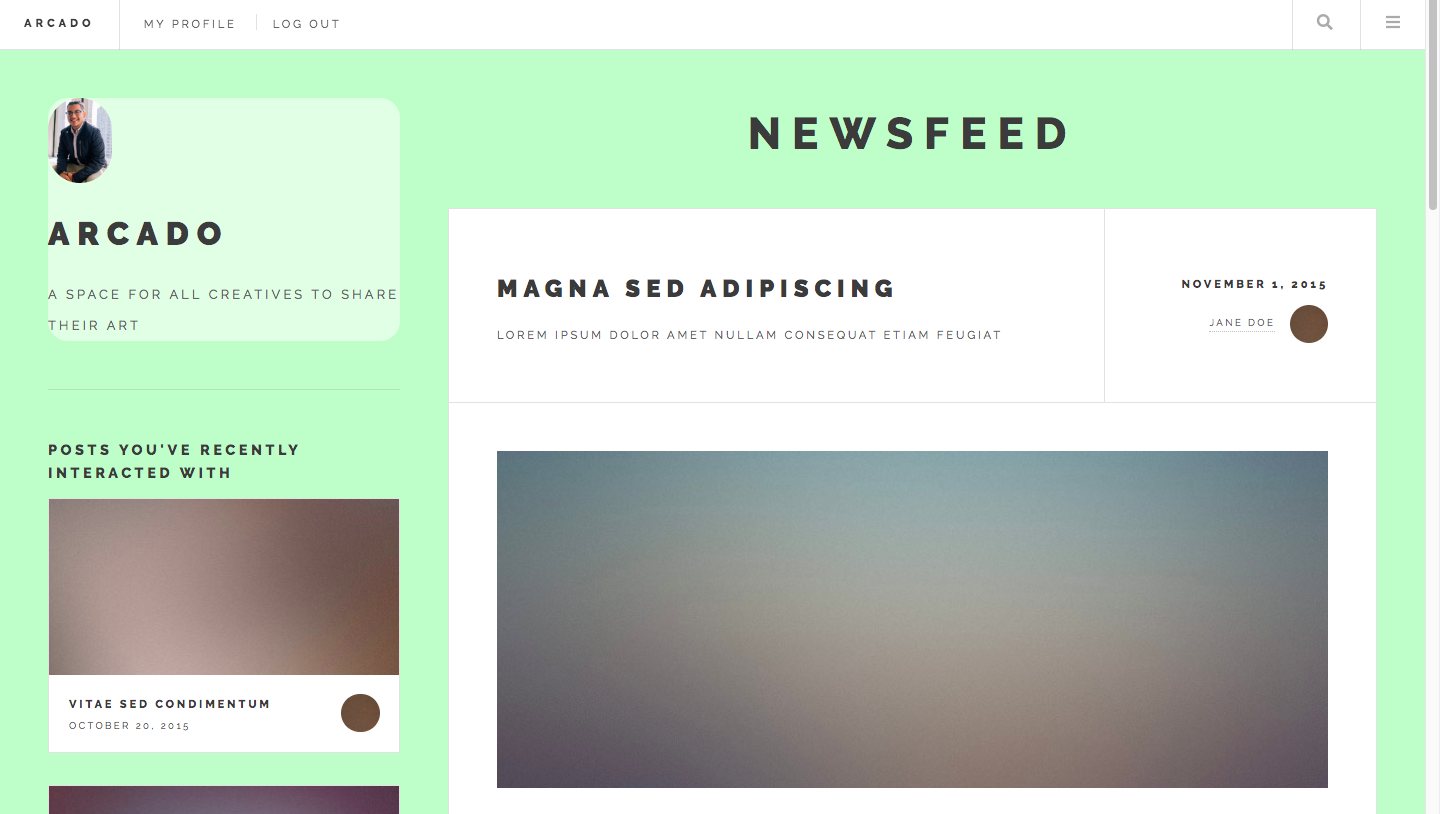 ARCADO
MY PROFILE
LOG OUT
ARCADO
A SPACE FOR ALL CREATIVES TO SHARE
THEIR ART
POSTS YOU'VE RECENTLY
INTERACTED WITH
VITAE SED CONDIMENTUM
OCTOBER 20, 2015
NEWSFEED
MAGNA SED ADIPISCING
LOREM IPSUM DOLOR AMET NULLAM CONSEQUAT ETIAM FEUGIAT
NOVEMBER 1, 2015
JANE DOE